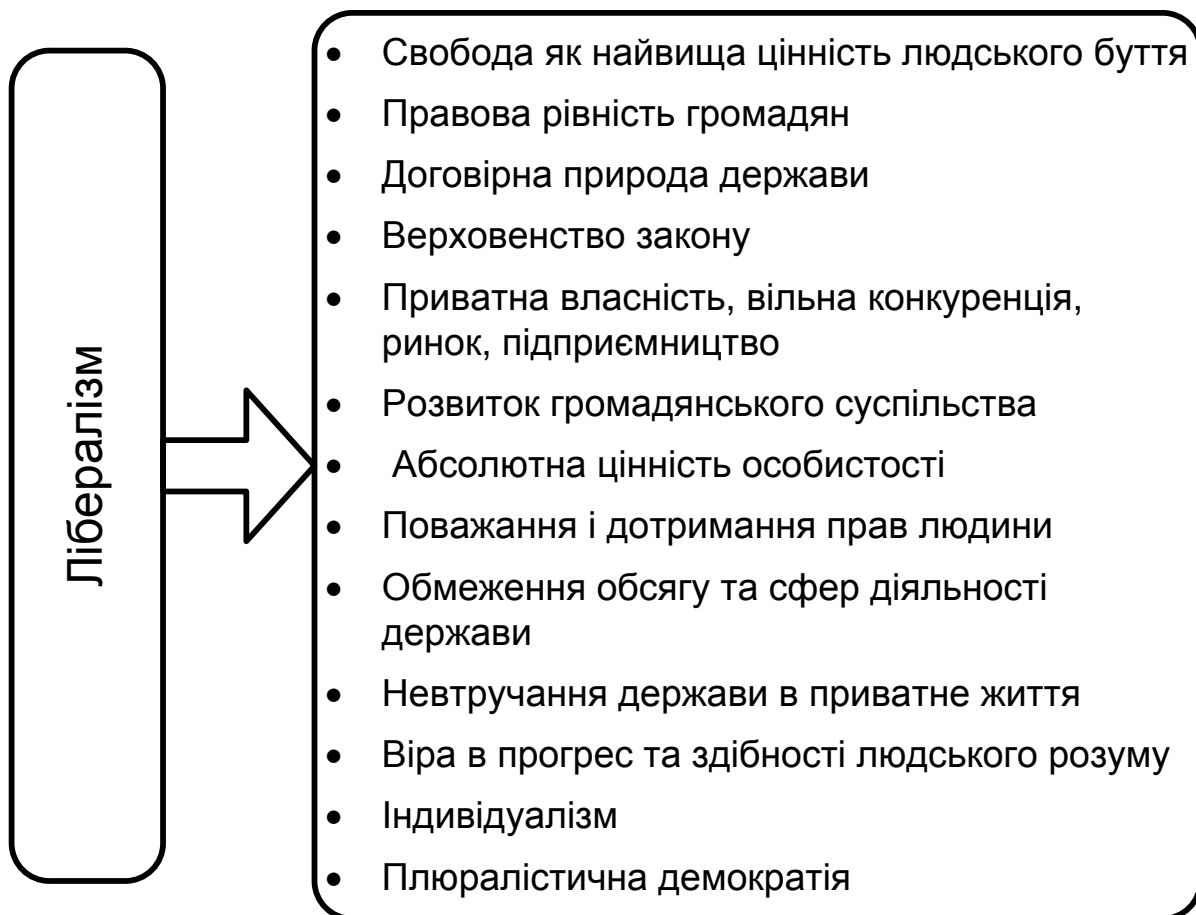 Лібералізм
• Свобода як найвища цінність людського буття
• Правова рівність громадян
• Договірна природа держави
• Верховенство закону
• Приватна власність, вільна конкуренція,
ринок, підприємництво
• Розвиток громадянського суспільства
• Абсолютна цінність особистості
• Поважання і дотримання прав людини
• Обмеження обсягу та сфер діяльності
держави
• Невтручання держави в приватне життя
• Віра в прогрес та здібності людського розуму
• Індивідуалізм
• Плюралістична демократія